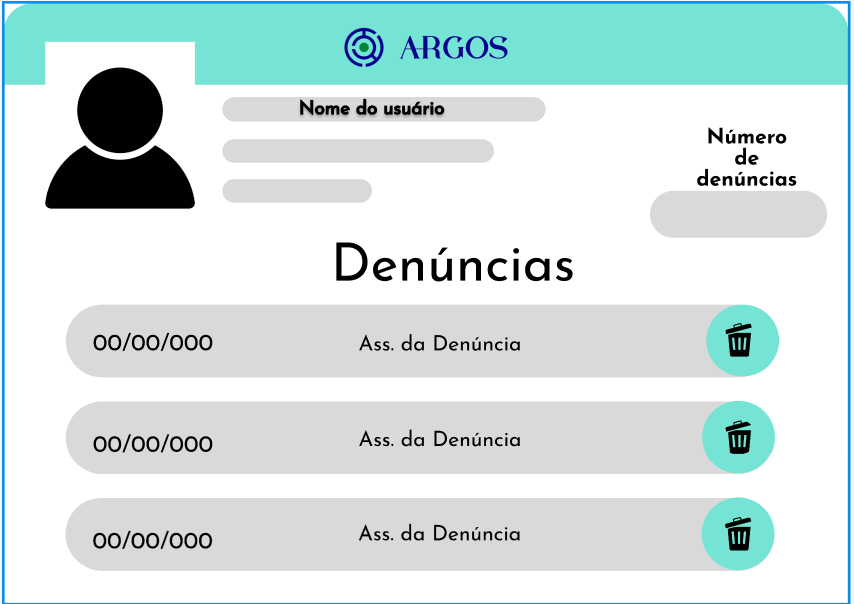 ARGOS
Nome do usuário
Número
de
denúncias
Denúncias
00/00/000
Ass. da Denúncia
00/00/000
Ass. da Denúncia
00/00/000
Ass. da Denúncia